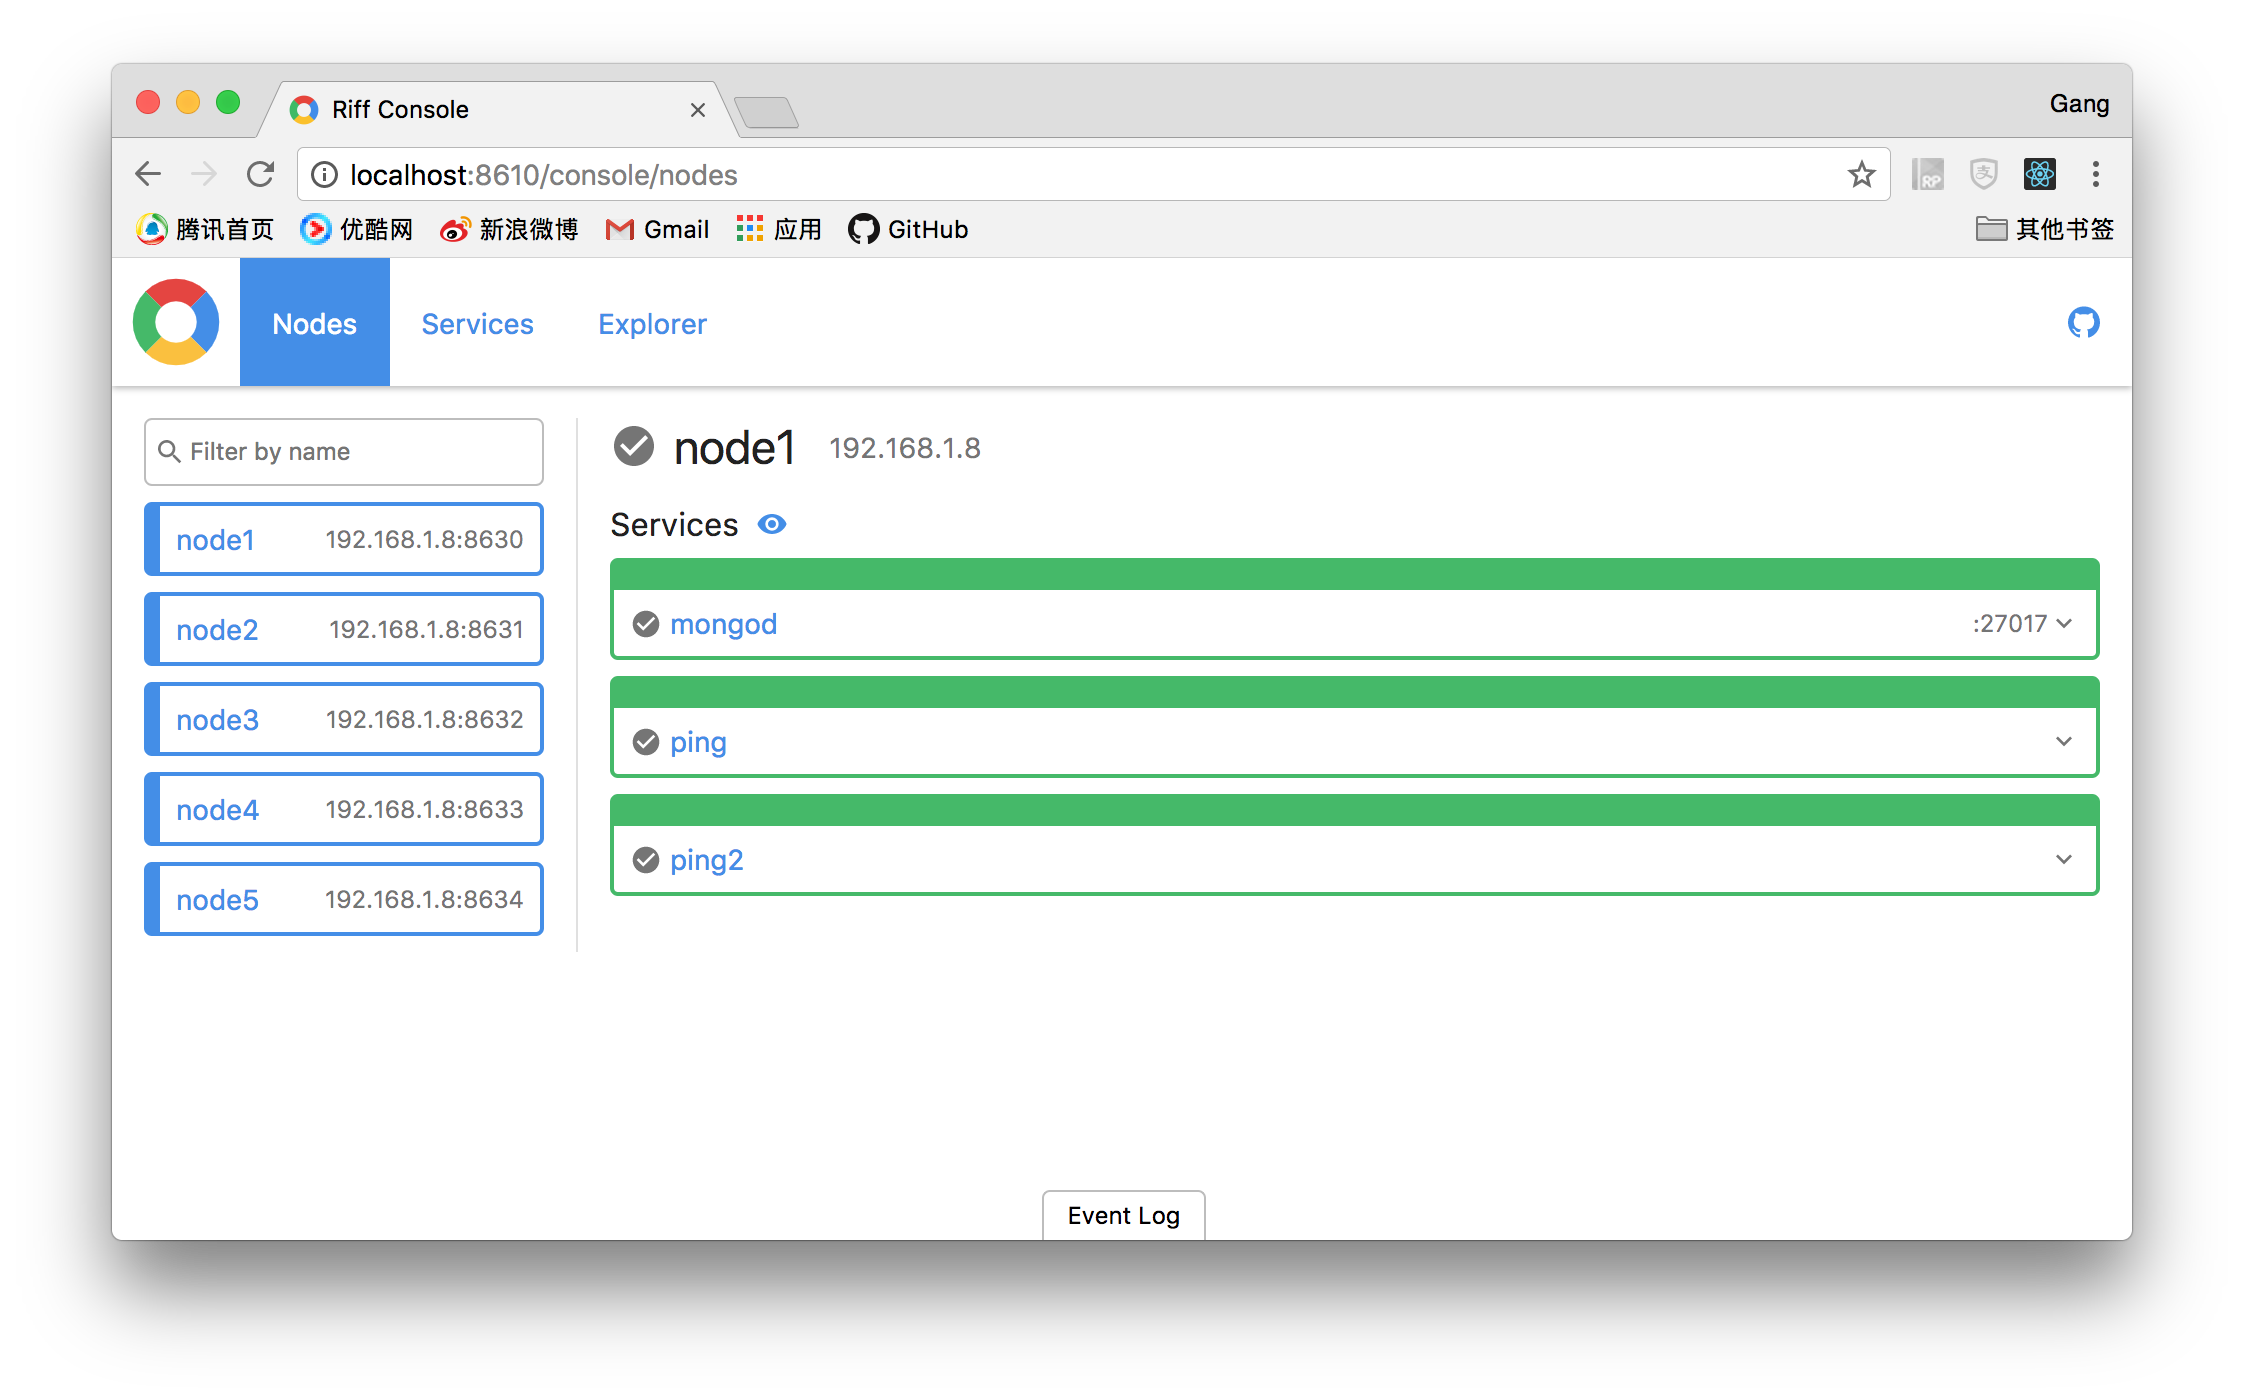 Riff Console
Gang
localhost:8610/console/nodes
RP
支
腾讯首页 优酷网 新浪微博 Gmail 应用 GitHub 其他书签
Nodes Services Explorer
Filter by name
node1 192.168.1.8:8630
node2 192.168.1.8:8631
node3 192.168.1.8:8632
node4 192.168.1.8:8633
node5 192.168.1.8:8634
node1 192.168.1.8
Services
mongod :27017
ping
ping2
Event Log